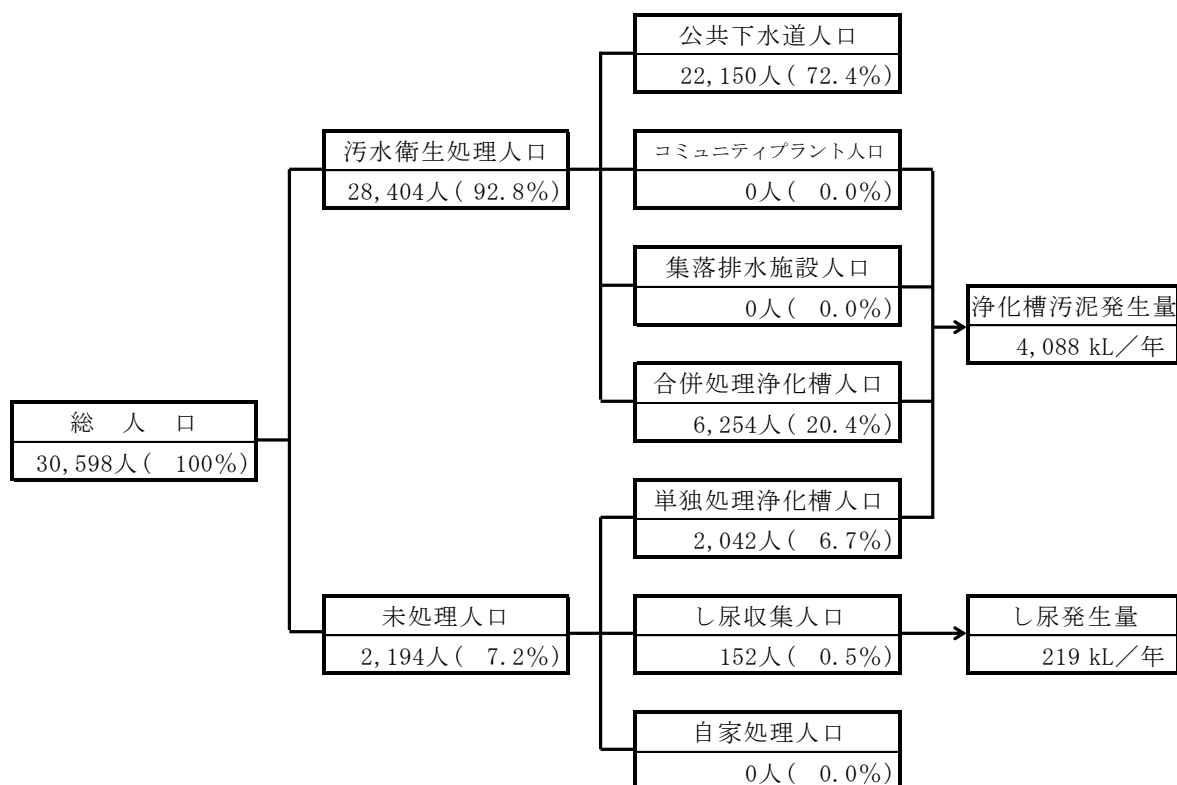 公共下水道人口
22,150人( 72.4%)
汚水衛生処理人口
28,404人( 92.8%)
コミュニティプラント人口
0人( 0.0%)
集落排水施設人口
0人( 0.0%)
浄化槽汚泥発生量
4,088 kL／年
合併処理浄化槽人口
6,254人( 20.4%)
総 人 口
30,598人( 100%)
単独処理浄化槽人口
2,042人( 6.7%)
未処理人口
2,194人( 7.2%)
し尿収集人口
152人( 0.5%)
し尿発生量
219 kL／年
自家処理人口
0人( 0.0%)